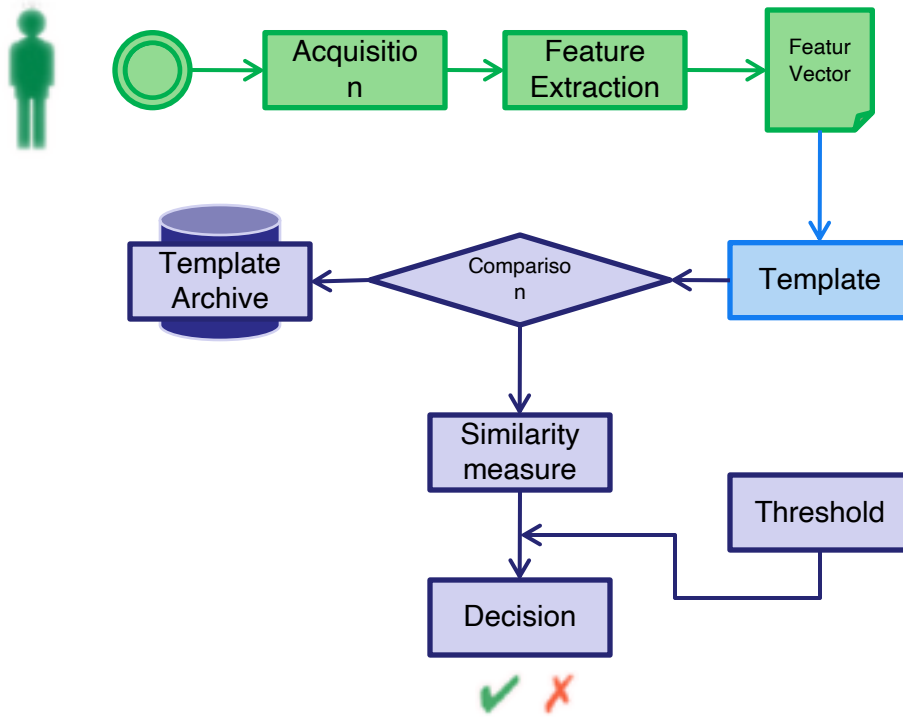 Acquisitio
n
Feature
Extraction
Featur
Vector
Template
Archive
Compariso
n
Template
Similarity
measure
Threshold
Decision